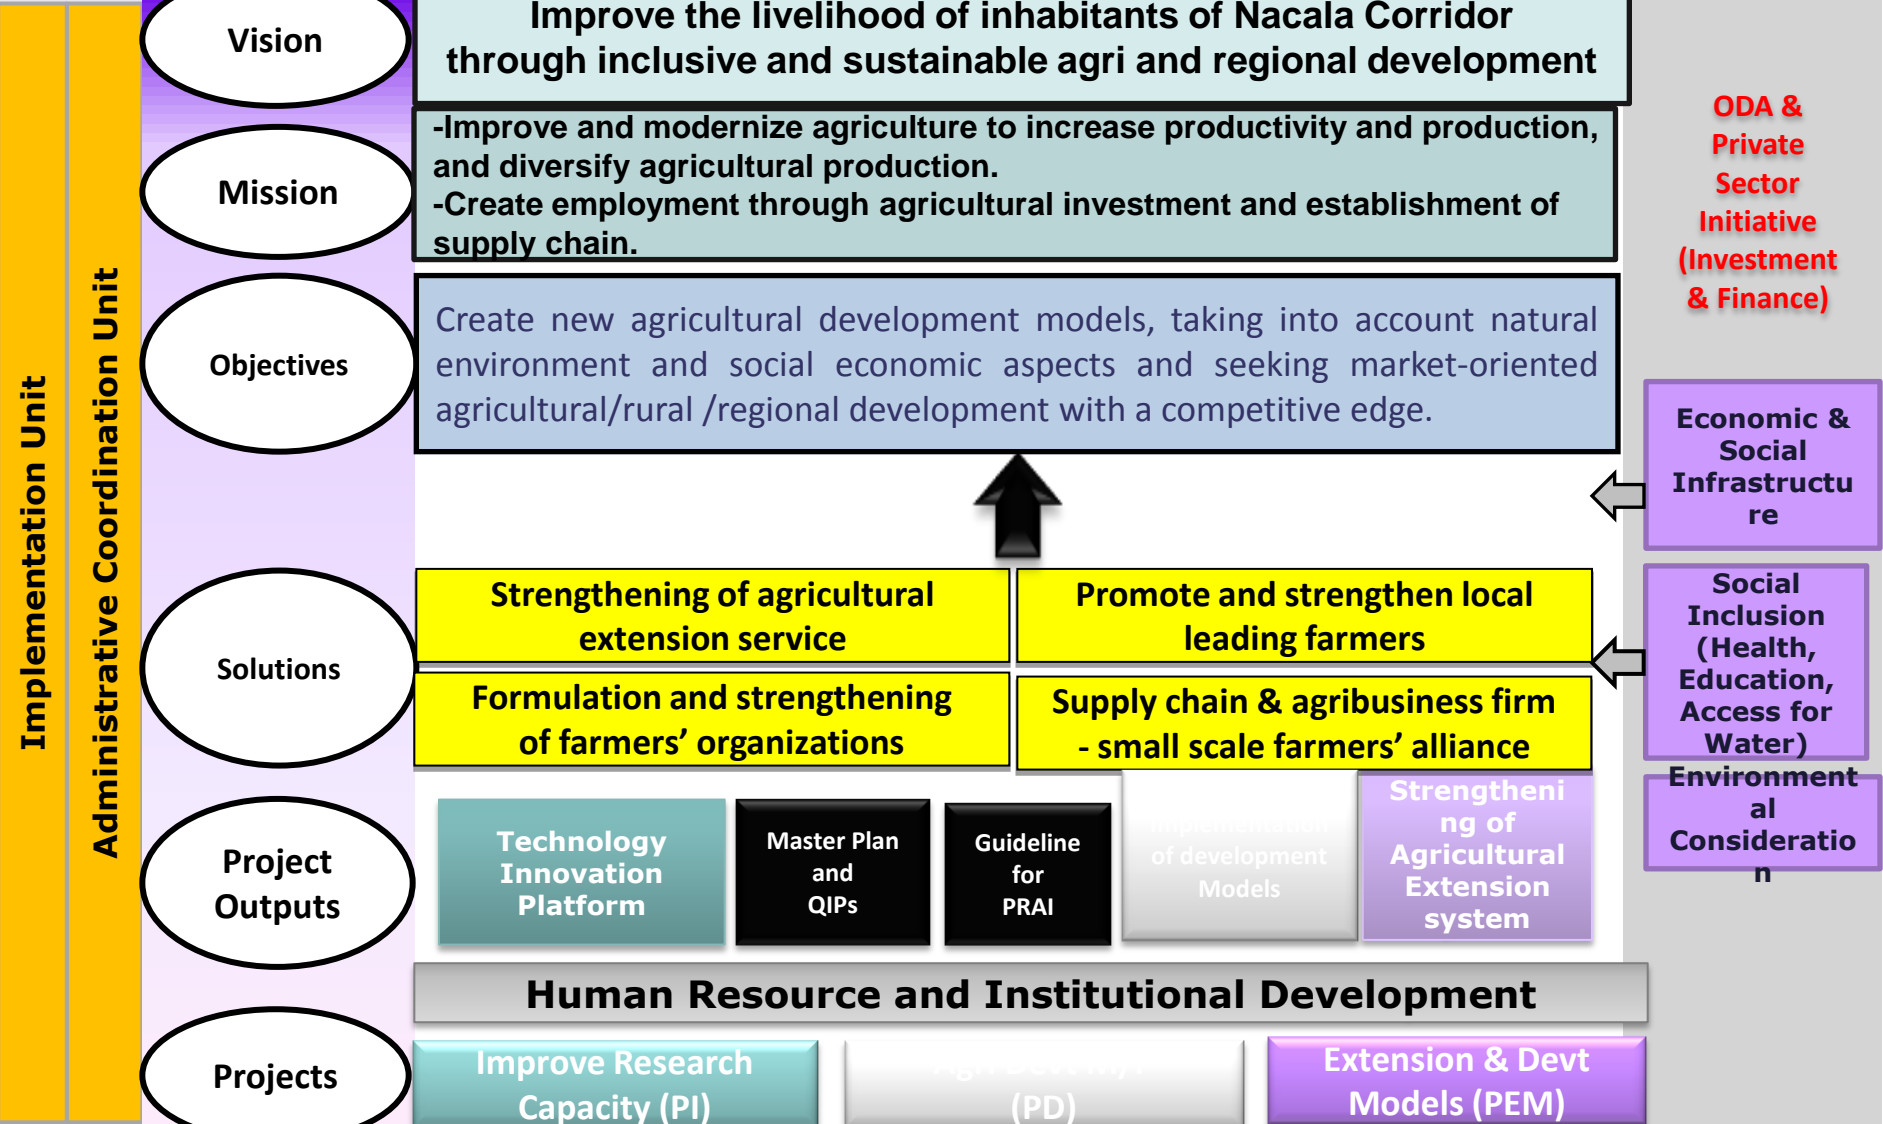 Implementation Unit
Administrative Coordination Unit
Vision
Improve the livelihood of inhabitants of Nacala Corridor
through inclusive and sustainable agri and regional development
Mission
-Improve and modernize agriculture to increase productivity and production,
and diversify agricultural production.
-Create employment through agricultural investment and establishment of
supply chain.
Objectives
Create new agricultural development models, taking into account natural
environment and social economic aspects and seeking market-oriented
agricultural/rural /regional development with a competitive edge.
Solutions
Strengthening of agricultural
extension service
Promote and strengthen local
leading farmers
Formulation and strengthening
of farmers’ organizations
Supply chain & agribusiness firm
- small scale farmers’ alliance
Project
Outputs
Technology
Innovation
Platform
Master Plan
and
QIPs
Guideline
for
PRAI
Implementation
of development
Models
Strengtheni
ng of
Agricultural
Extension
system
Human Resource and Institutional Development
Projects
Improve Research
Capacity (PI)
Agri Devt
(PD)
Extension & Devt
Models (PEM)
ODA &
Private
Sector
Initiative
(Investment
& Finance)
Economic &
Social
Infrastructu
re
Social
Inclusion
(Health,
Education,
Access for
Water)
Environment
al
Consideratio
n